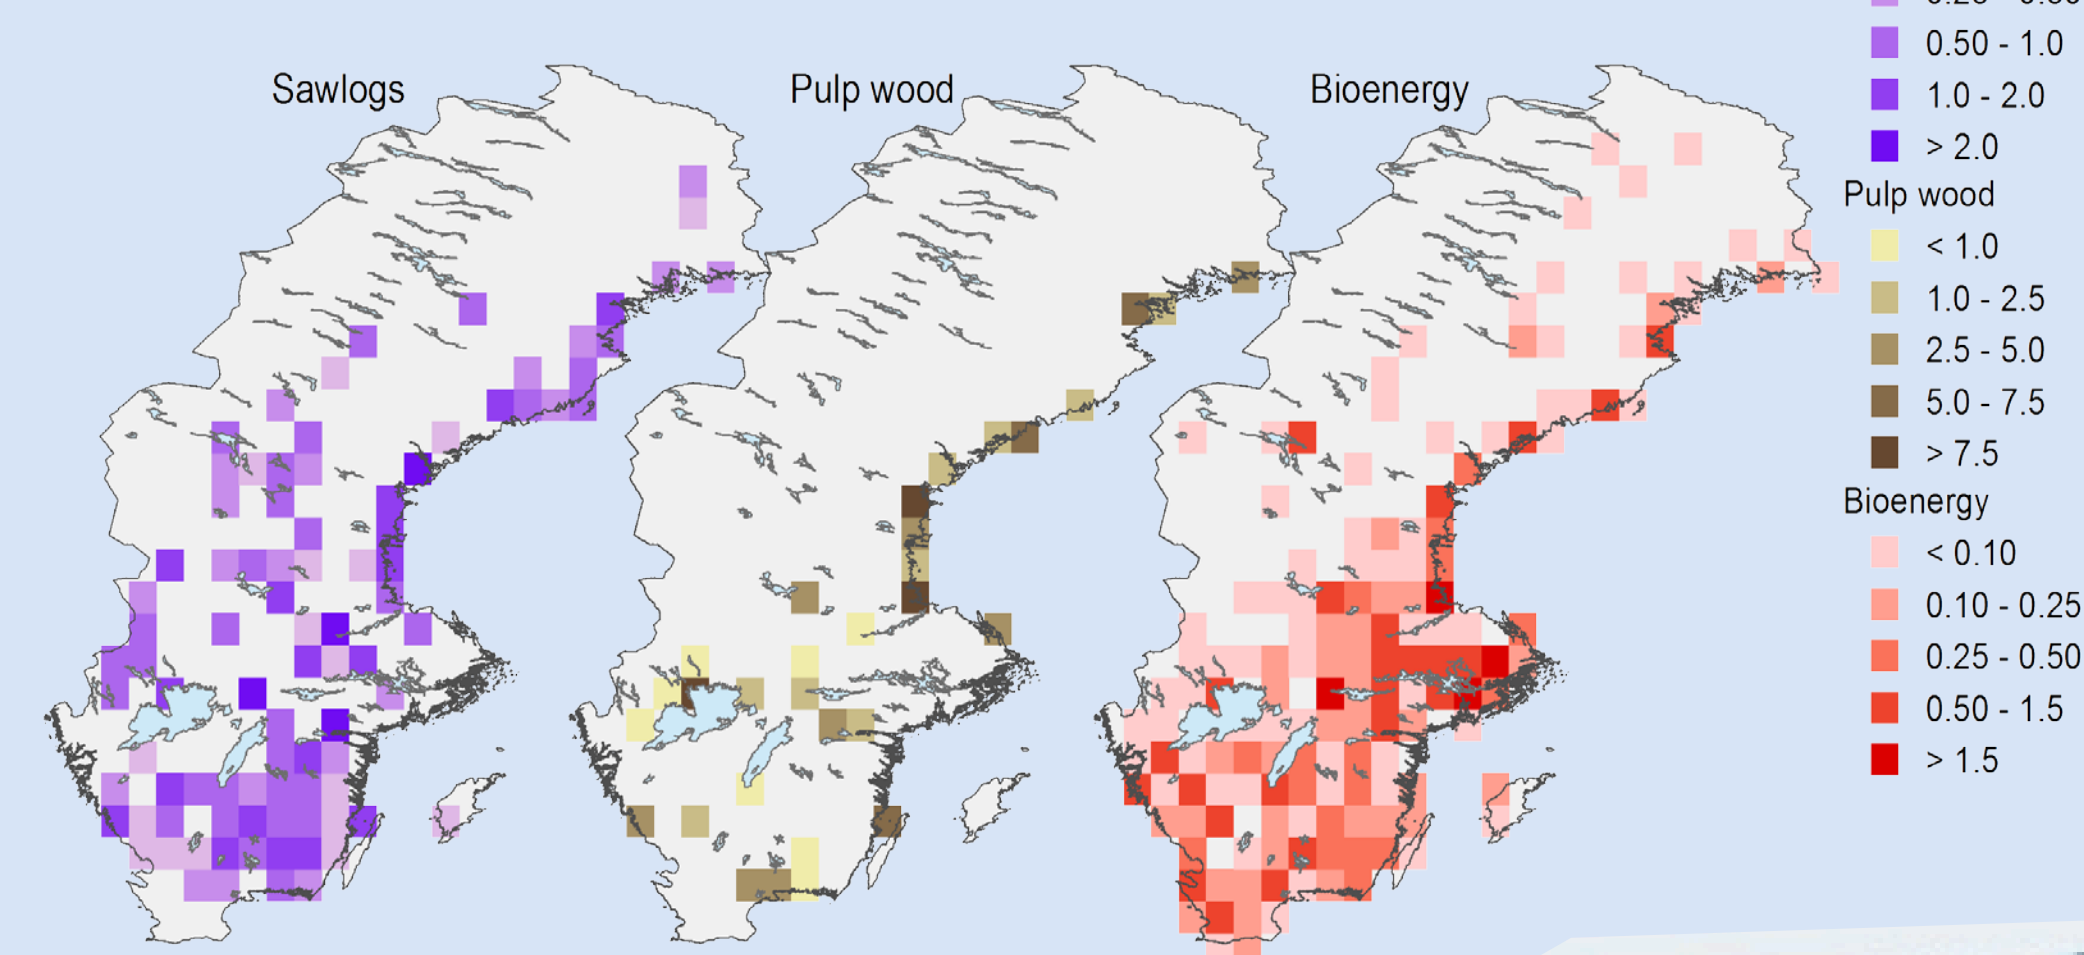 Sawlogs
Pulp wood
Bioenergy
0.50 - 1.0
1.0 - 2.0
> 2.0
Pulp wood
< 1.0
1.0 - 2.5
2.5 - 5.0
5.0 - 7.5
> 7.5
Bioenergy
< 0.10
0.10 - 0.25
0.25 - 0.50
0.50 - 1.5
> 1.5